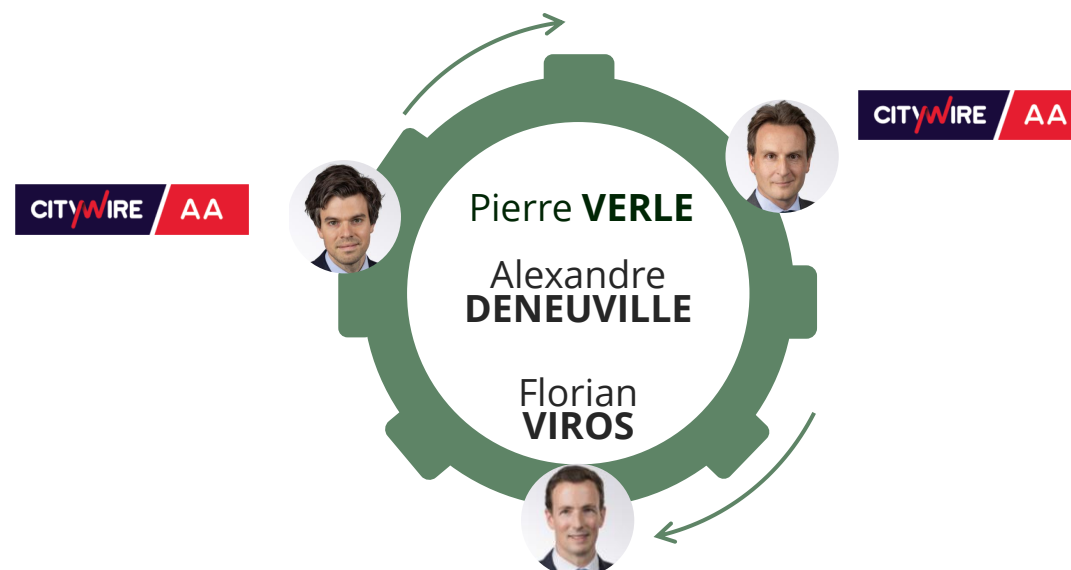 CITYWIRE AA
CITYWIRE AA
Pierre VERLE
Alexandre
DENEUVILLE
Florian
VIROS